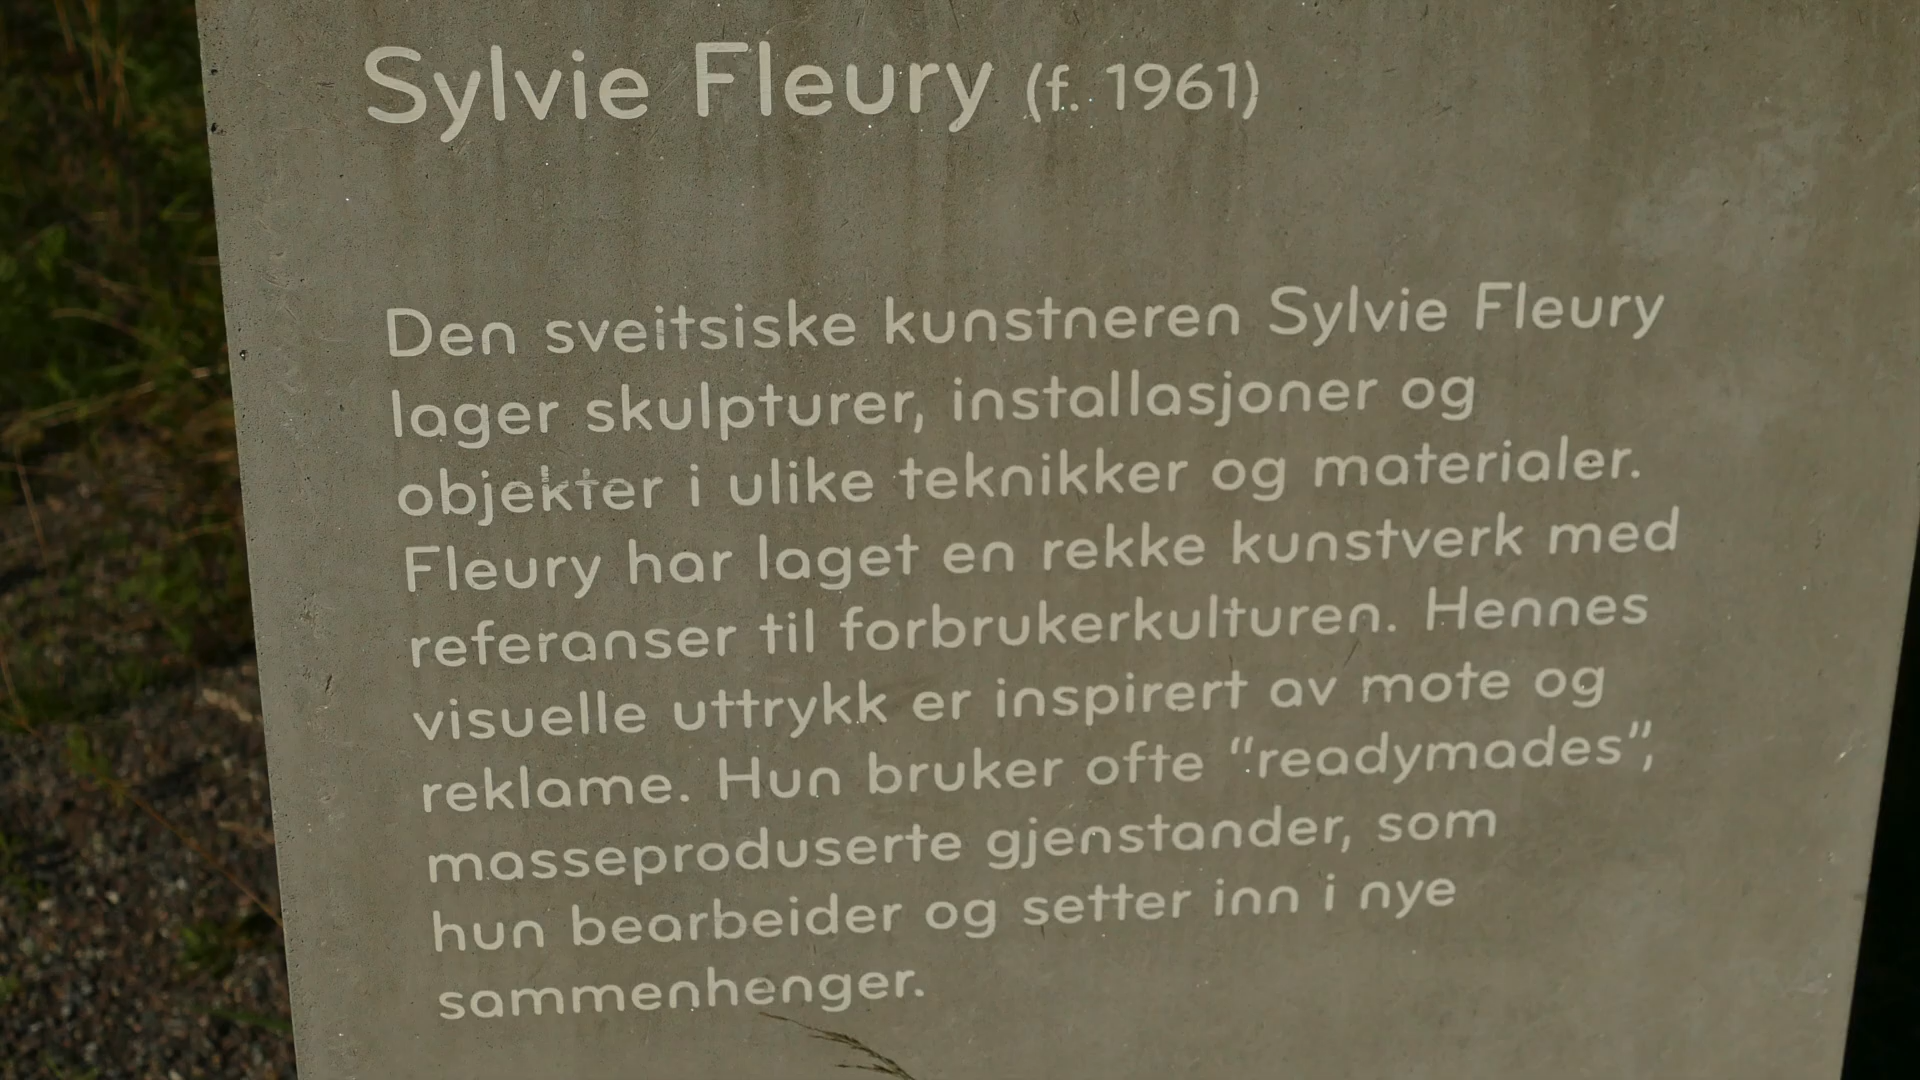 Sylvie Fleury (f. 1961)
Den sveitsiske kunstneren Sylvie Fleury
lager skulpturer, installasjoner og
objekter i ulike teknikker og materialer.
Fleury har laget en rekke kunstverk med
referanser til forbrukerkulturen. Hennes
visuelle uttrykk er inspirert av mote og
reklame. Hun bruker ofte “readymades”,
masseproduserte gjenstander, som
hun bearbeider og setter inn i nye
sammenhenger.